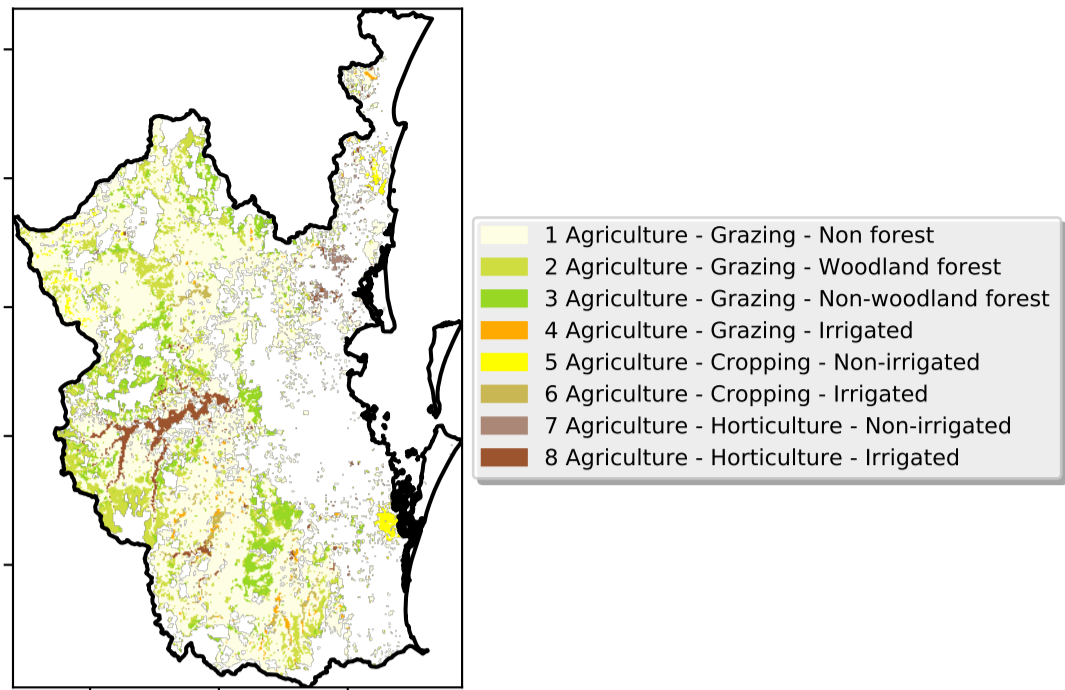 1 Agriculture - Grazing - Non forest
2 Agriculture - Grazing - Woodland forest
3 Agriculture - Grazing - Non-woodland forest
4 Agriculture - Grazing - Irrigated
5 Agriculture - Cropping - Non-irrigated
6 Agriculture - Cropping - Irrigated
7 Agriculture - Horticulture - Non-irrigated
8 Agriculture - Horticulture - Irrigated